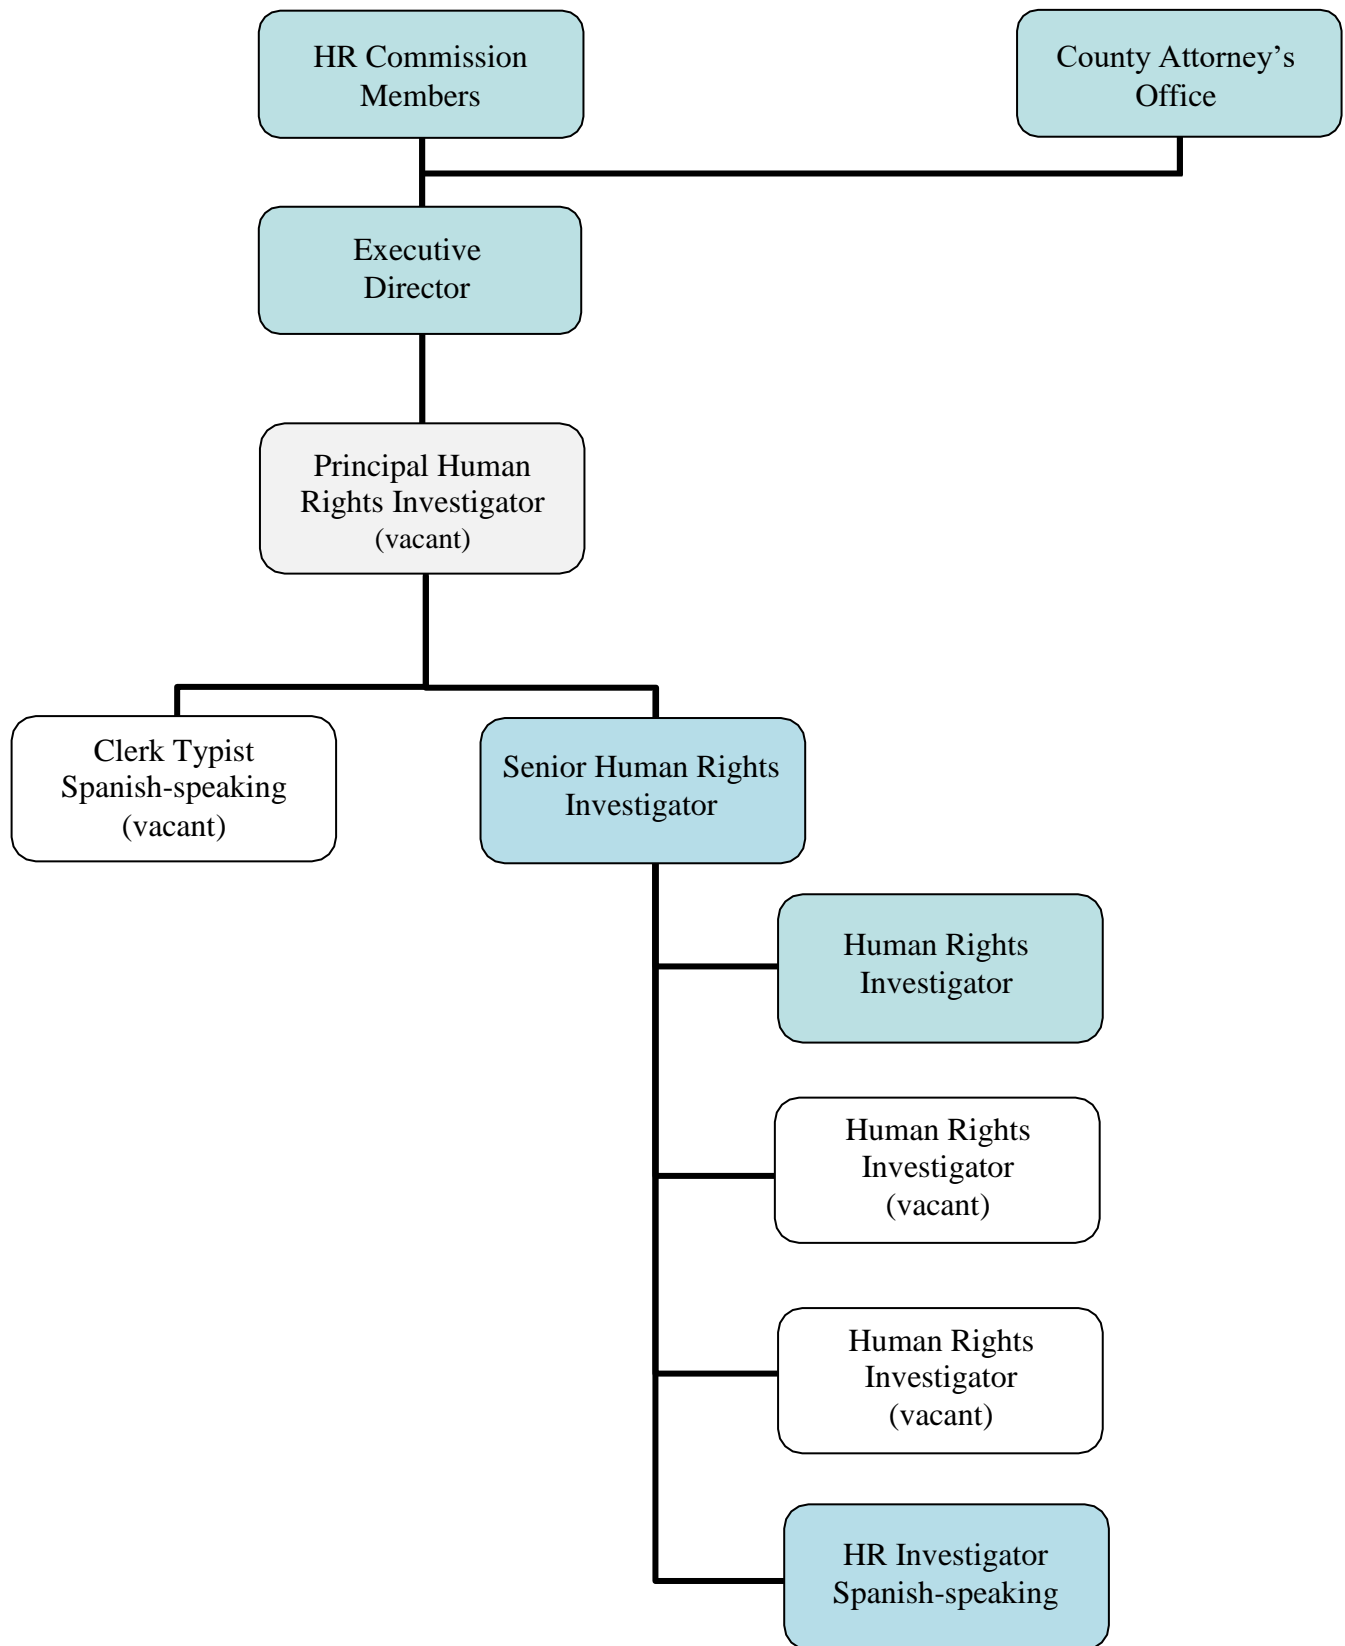 HR Commission
Members
County Attorney’s
Office
Executive
Director
Principal Human
Rights Investigator
(vacant)
Clerk Typist
Spanish-speaking
(vacant)
Senior Human Rights
Investigator
Human Rights
Investigator
Human Rights
Investigator
(vacant)
Human Rights
Investigator
(vacant)
HR Investigator
Spanish-speaking